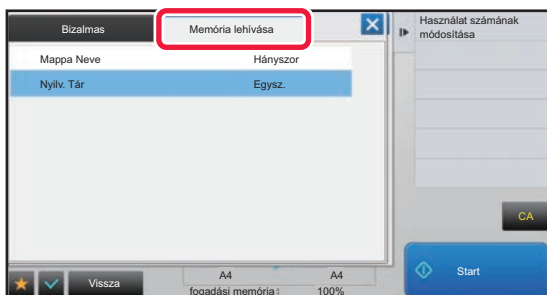 Bizalmas
Memória lehívása
Használat számának
módosítása
Mappa Neve
Hányszor
Nyilv. Tár
Egysz.
CA
Vissza
A4
A4
fogadási memória:
100%
Start